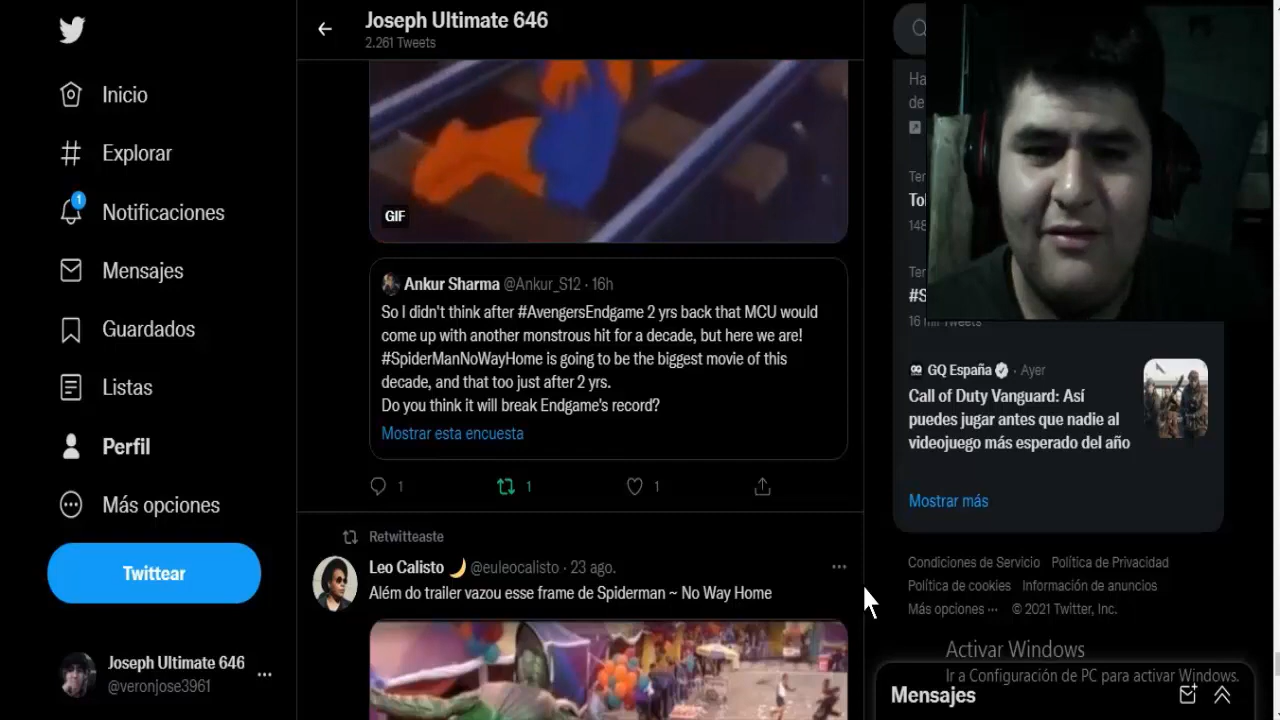 Joseph Ultimate 646
2.261 Tweets
Inicio
Explorar
1
Notificaciones
Mensajes
Guardados
Listas
Perfil
Más opciones
Twittear
Joseph Ultimate 646
@veronjose3961
GIF
Ankur Sharma @Ankur_S12 · 16h
So I didn't think after #AvengersEndgame 2 yrs back that MCU would
come up with another monstrous hit for a decade, but here we are!
#SpiderManNoWayHome is going to be the biggest movie of this
decade, and that too just after 2 yrs.
Do you think it will break Endgame's record?
Mostrar esta encuesta
1 1 1
Retwitteaste
Leo Calisto 🌙 @euleocalisto · 23 ago.
Além do trailer vazou esse frame de Spiderman ~ No Way Home
Ha
de
Ter
Tol
148
Ter
#S
16 mil Tweets
GQ España · Ayer
Call of Duty Vanguard: Así
puedes jugar antes que nadie al
videojuego más esperado del año
Mostrar más
Condiciones de Servicio Política de Privacidad
Política de cookies Información de anuncios
Más opciones ··· © 2021 Twitter, Inc.
Activar Windows
Ir a Configuración de PC para activar Windows.
Mensajes